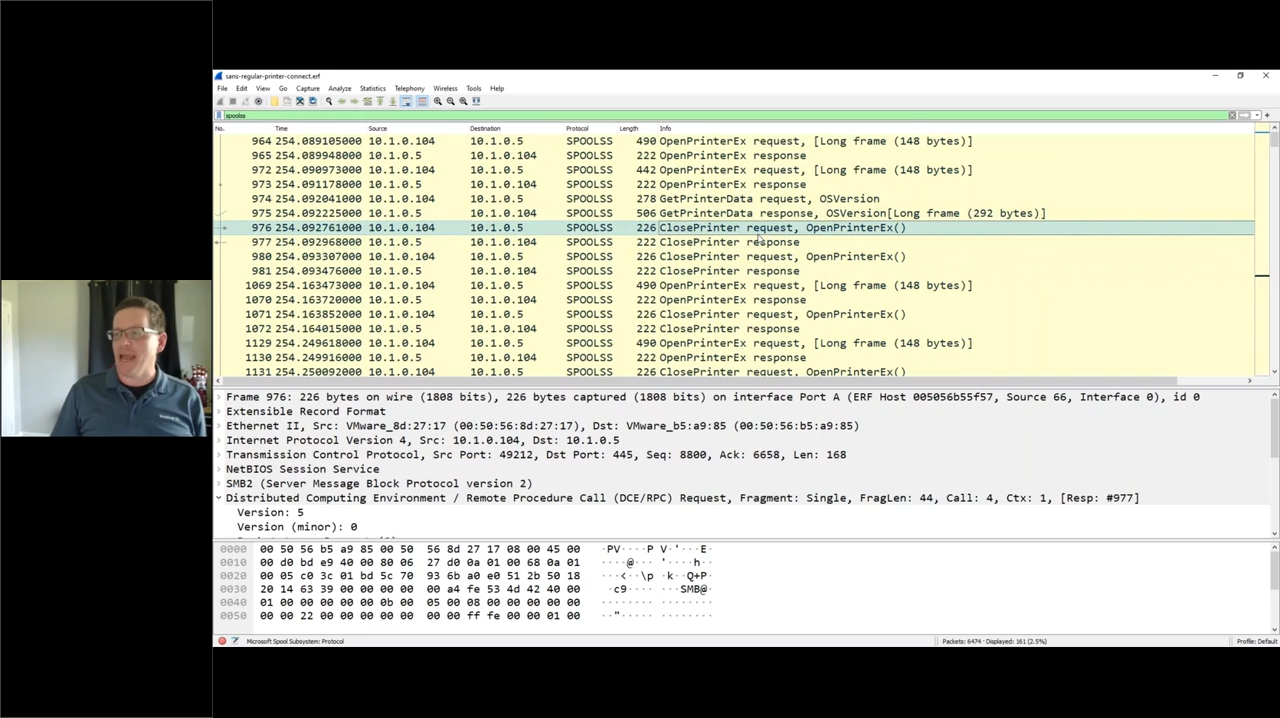 sans-regular-printer-connect.erf
File Edit View Go Capture Analyze Statistics Telephony Wireless Tools Help
spoolss
No. Time Source Destination Protocol Length Info
964 254.089105000 10.1.0.104 10.1.0.5 SPOOLSS 490 OpenPrinterEx request, [Long frame (148 bytes)]
965 254.089948000 10.1.0.5 10.1.0.104 SPOOLSS 222 OpenPrinterEx response
972 254.090973000 10.1.0.104 10.1.0.5 SPOOLSS 442 OpenPrinterEx request, [Long frame (148 bytes)]
973 254.091178000 10.1.0.5 10.1.0.104 SPOOLSS 222 OpenPrinterEx response
974 254.092041000 10.1.0.104 10.1.0.5 SPOOLSS 278 GetPrinterData request, OSVersion
975 254.092225000 10.1.0.5 10.1.0.104 SPOOLSS 506 GetPrinterData response, OSVersion[Long frame (292 bytes)]
976 254.092761000 10.1.0.104 10.1.0.5 SPOOLSS 226 ClosePrinter request, OpenPrinterEx()
977 254.092968000 10.1.0.5 10.1.0.104 SPOOLSS 222 ClosePrinter response
980 254.093307000 10.1.0.104 10.1.0.5 SPOOLSS 226 ClosePrinter request, OpenPrinterEx()
981 254.093476000 10.1.0.5 10.1.0.104 SPOOLSS 222 ClosePrinter response
1069 254.163473000 10.1.0.104 10.1.0.5 SPOOLSS 490 OpenPrinterEx request, [Long frame (148 bytes)]
1070 254.163720000 10.1.0.5 10.1.0.104 SPOOLSS 222 OpenPrinterEx response
1071 254.163852000 10.1.0.104 10.1.0.5 SPOOLSS 226 ClosePrinter request, OpenPrinterEx()
1072 254.164015000 10.1.0.5 10.1.0.104 SPOOLSS 222 ClosePrinter response
1129 254.249618000 10.1.0.104 10.1.0.5 SPOOLSS 490 OpenPrinterEx request, [Long frame (148 bytes)]
1130 254.249916000 10.1.0.5 10.1.0.104 SPOOLSS 222 OpenPrinterEx response
1131 254.250092000 10.1.0.104 10.1.0.5 SPOOLSS 226 ClosePrinter request, OpenPrinterEx()
Frame 976: 226 bytes on wire (1808 bits), 226 bytes captured (1808 bits) on interface Port A (ERF Host 005056b55f57, Source 66, Interface 0), id 0
Extensible Record Format
Ethernet II, Src: VMware_8d:27:17 (00:50:56:8d:27:17), Dst: VMware_b5:a9:85 (00:50:56:b5:a9:85)
Internet Protocol Version 4, Src: 10.1.0.104, Dst: 10.1.0.5
Transmission Control Protocol, Src Port: 49212, Dst Port: 445, Seq: 8800, Ack: 6658, Len: 168
NetBIOS Session Service
SMB2 (Server Message Block Protocol version 2)
Distributed Computing Environment / Remote Procedure Call (DCE/RPC) Request, Fragment: Single, FragLen: 44, Call: 4, Ctx: 1, [Resp: #977]
Version: 5
Version (minor): 0
0000 00 50 56 b5 a9 85 00 50 56 8d 27 17 08 00 45 00 ·PV····P V·'···E·
0010 00 d0 bd e9 40 00 80 06 27 d0 0a 01 00 68 0a 01 ····@··· '····h··
0020 00 05 c0 3c 01 bd 5c 70 93 6b a0 e0 51 2b 50 18 ···<··\p ·k··Q+P·
0030 20 14 63 39 00 00 00 00 00 a4 fe 53 4d 42 40 00 ··c9···· ···SMB@·
0040 01 00 00 00 00 00 0b 00 05 00 08 00 00 00 00 00 ········ ········
0050 00 00 22 00 00 00 00 00 00 00 ff fe 00 00 01 00 ··"····· ········
Microsoft Spool Subsystem: Protocol Packets: 6474 · Displayed: 161 (2.5%) Profile: Default